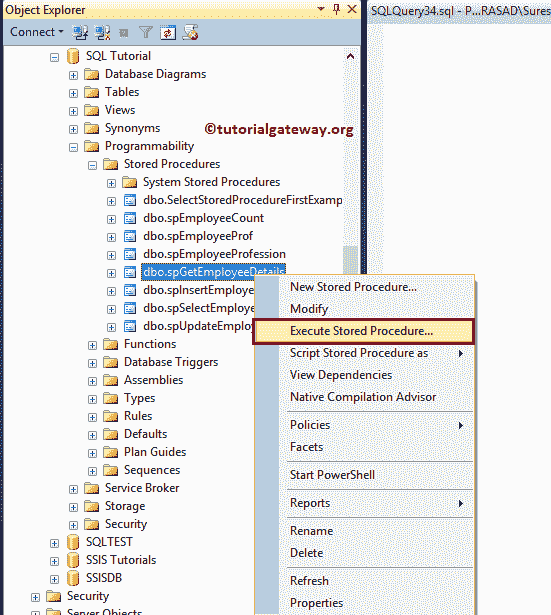 Object Explorer
SQLQuery34.sql - P...RASAD\Sures
Connect
SQL Tutorial
Database Diagrams
Tables
Views
Synonyms
©tutorialgateway.org
Programmability
Stored Procedures
System Stored Procedures
dbo.SelectStoredProcedureFirstExamp
dbo.spEmployeeCount
dbo.spEmployeeProf
dbo.spEmployeeProfession
dbo.spGetEmployeeDetails
dbo.spInsertEmploye
dbo.spSelectEmploye
dbo.spUpdateEmploy
Functions
Database Triggers
Assemblies
Types
Rules
Defaults
Plan Guides
Sequences
Service Broker
Storage
Security
SQLTEST
SSIS Tutorials
SSISDB
Security
Server Objects
New Stored Procedure...
Modify
Execute Stored Procedure...
Script Stored Procedure as
View Dependencies
Native Compilation Advisor
Policies
Facets
Start PowerShell
Reports
Rename
Delete
Refresh
Properties